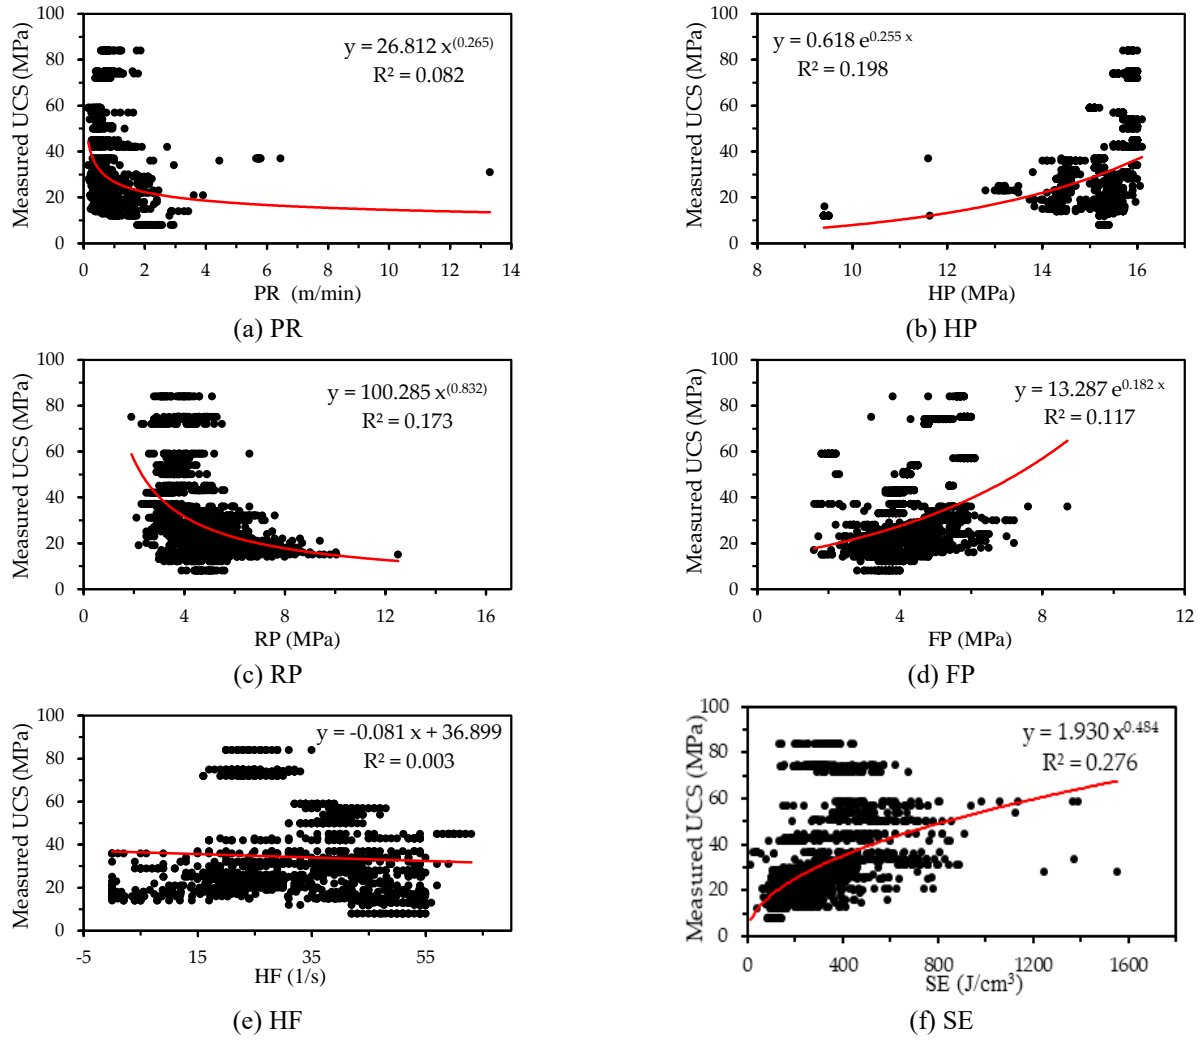 Measured UCS (MPa)
100
80
60
40
20
0
y = 26.812 x(0.265)
R² = 0.082
0 2 4 6 8 10 12 14
PR (m/min)
(a) PR
Measured UCS (MPa)
100
80
60
40
20
0
y = 0.618 e0.255 x
R² = 0.198
8 10 12 14 16
HP (MPa)
(b) HP
Measured UCS (MPa)
100
80
60
40
20
0
y = 100.285 x(0.832)
R² = 0.173
0 4 8 12 16
RP (MPa)
(c) RP
Measured UCS (MPa)
100
80
60
40
20
0
y = 13.287 e0.182 x
R² = 0.117
0 4 8 12
FP (MPa)
(d) FP
Measured UCS (MPa)
100
80
60
40
20
0
y = -0.081 x + 36.899
R² = 0.003
-5 15 35 55
HF (1/s)
(e) HF
Measured UCS (MPa)
100
80
60
40
20
0
y = 1.930 x0.484
R² = 0.276
0 400 800 1200 1600
SE (J/cm³)
(f) SE